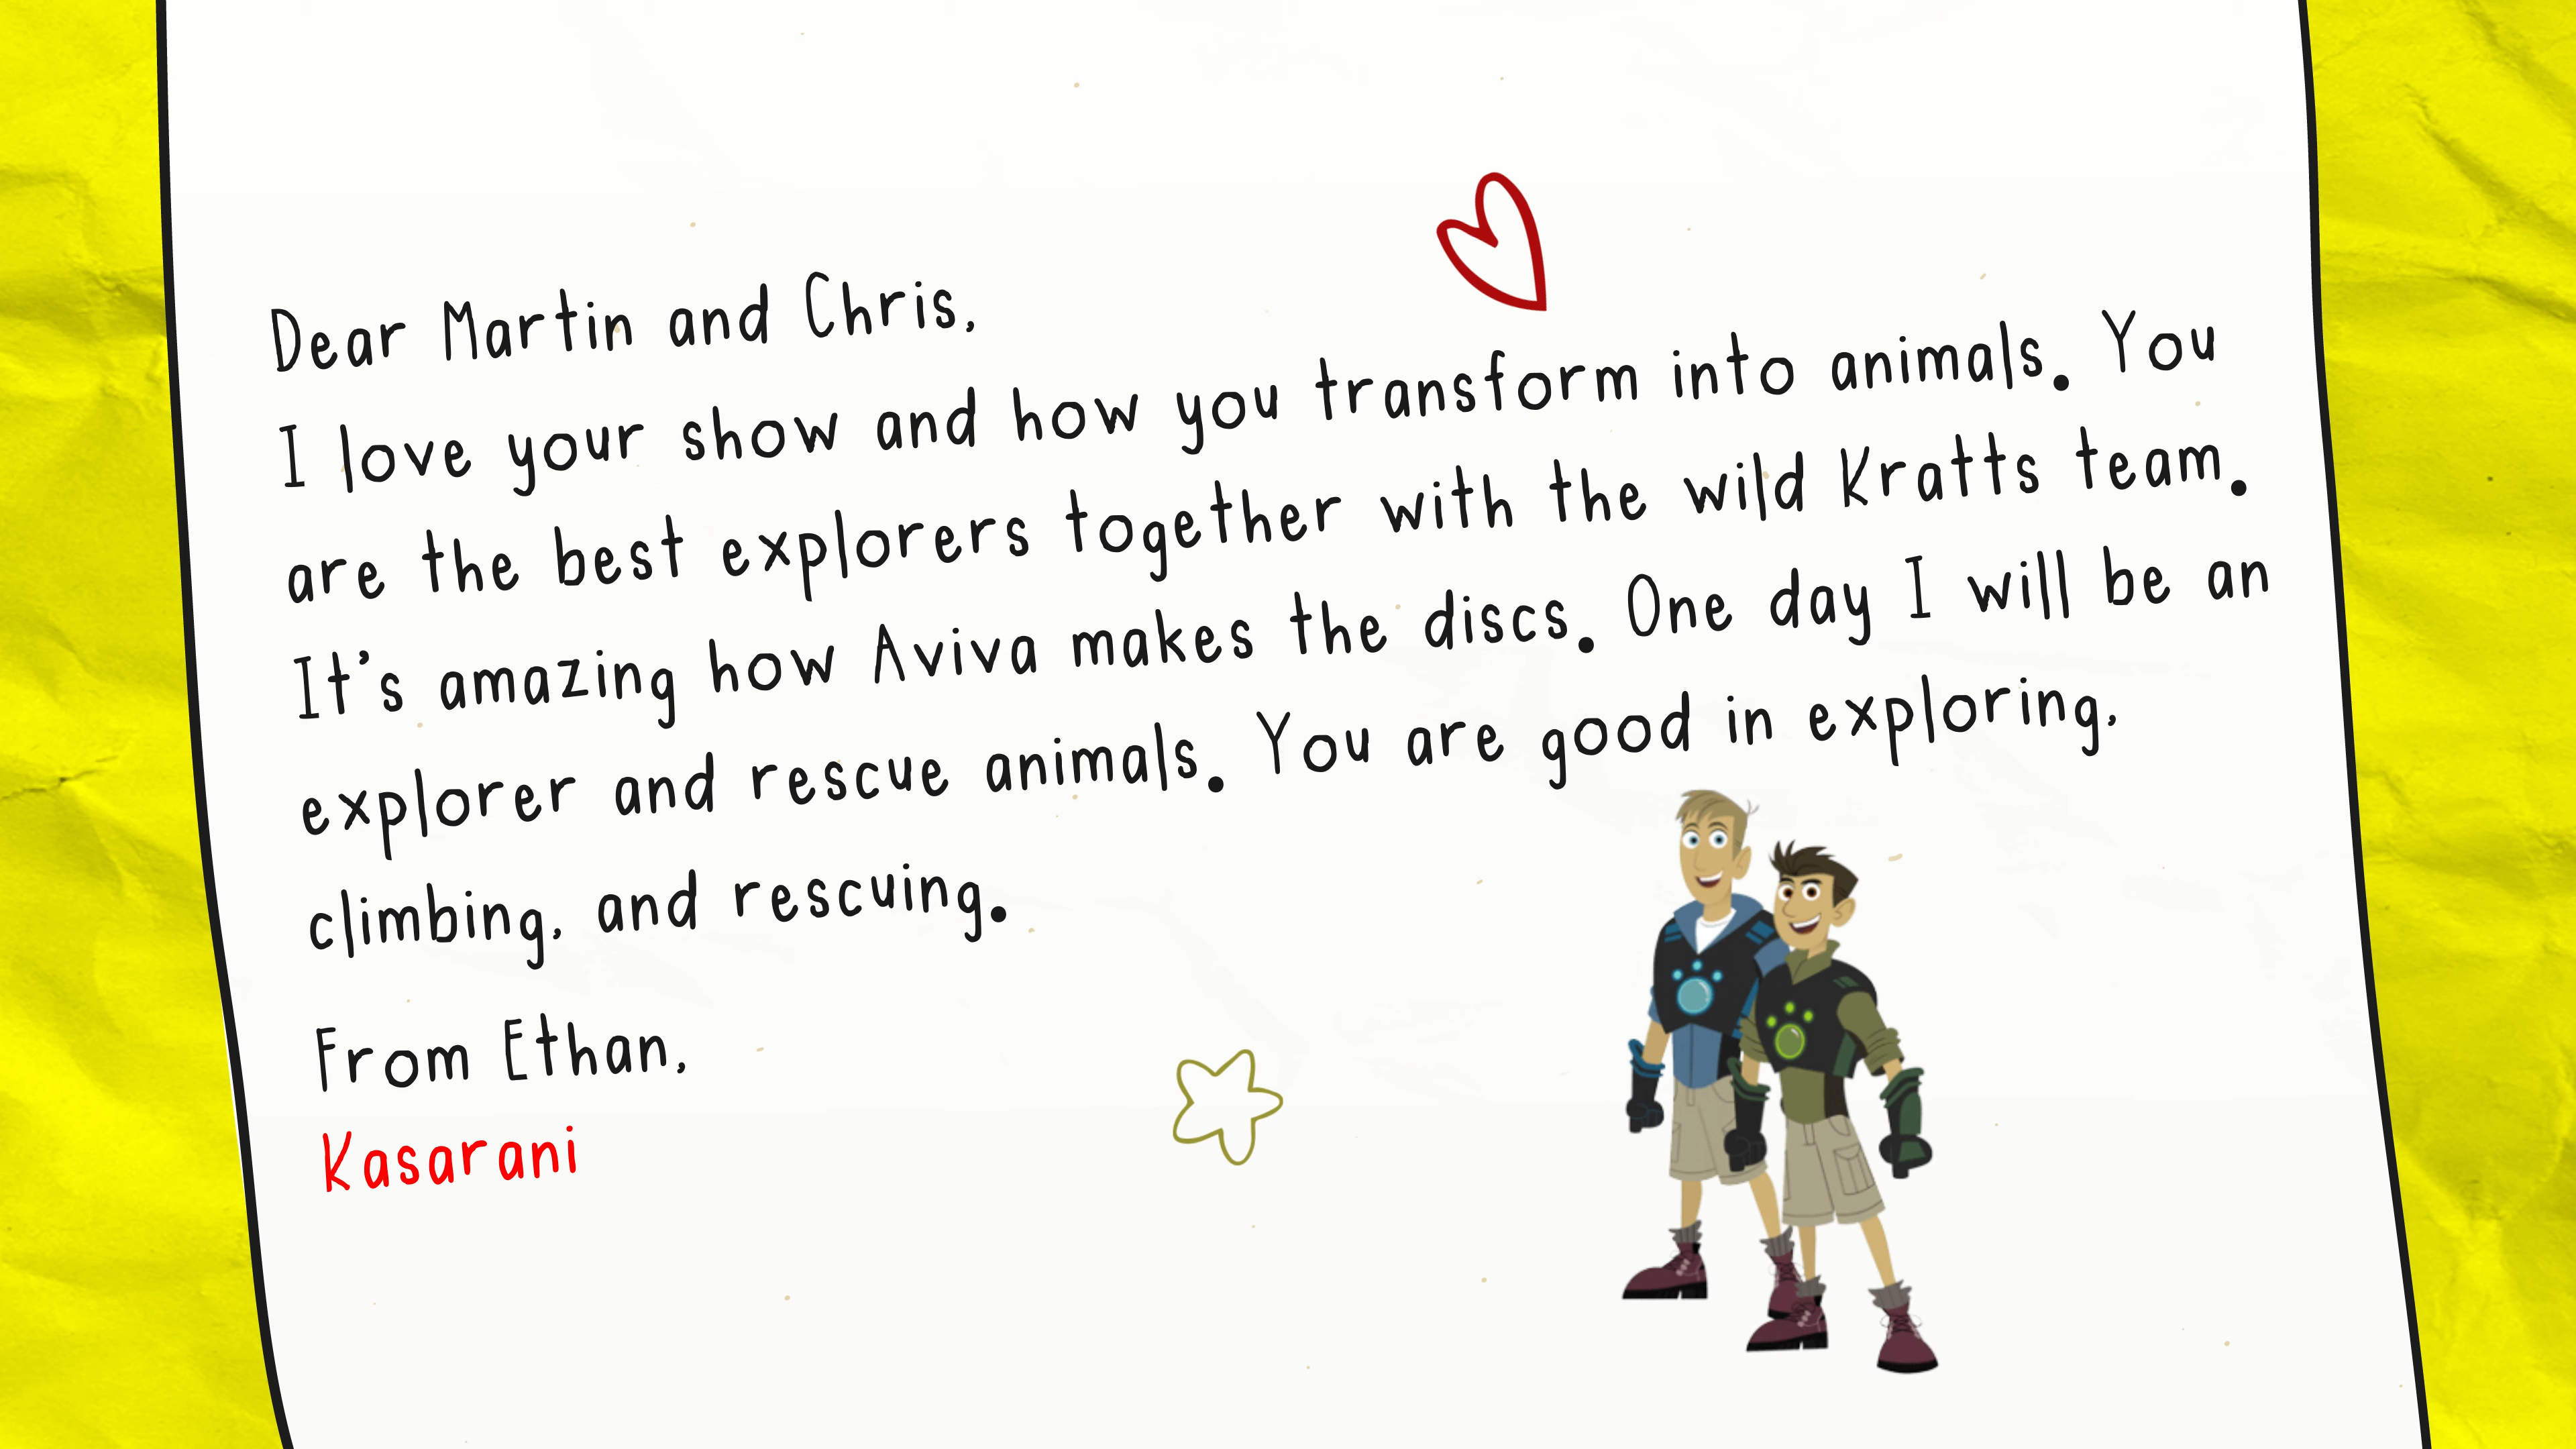 Dear Martin and Chris,
I love your show and how you transform into animals. You
are the best explorers together with the wild Kratts team.
It's amazing how Aviva makes the discs. One day I will be an
explorer and rescue animals. You are good in exploring,
climbing, and rescuing.
From Ethan,
Kasarani